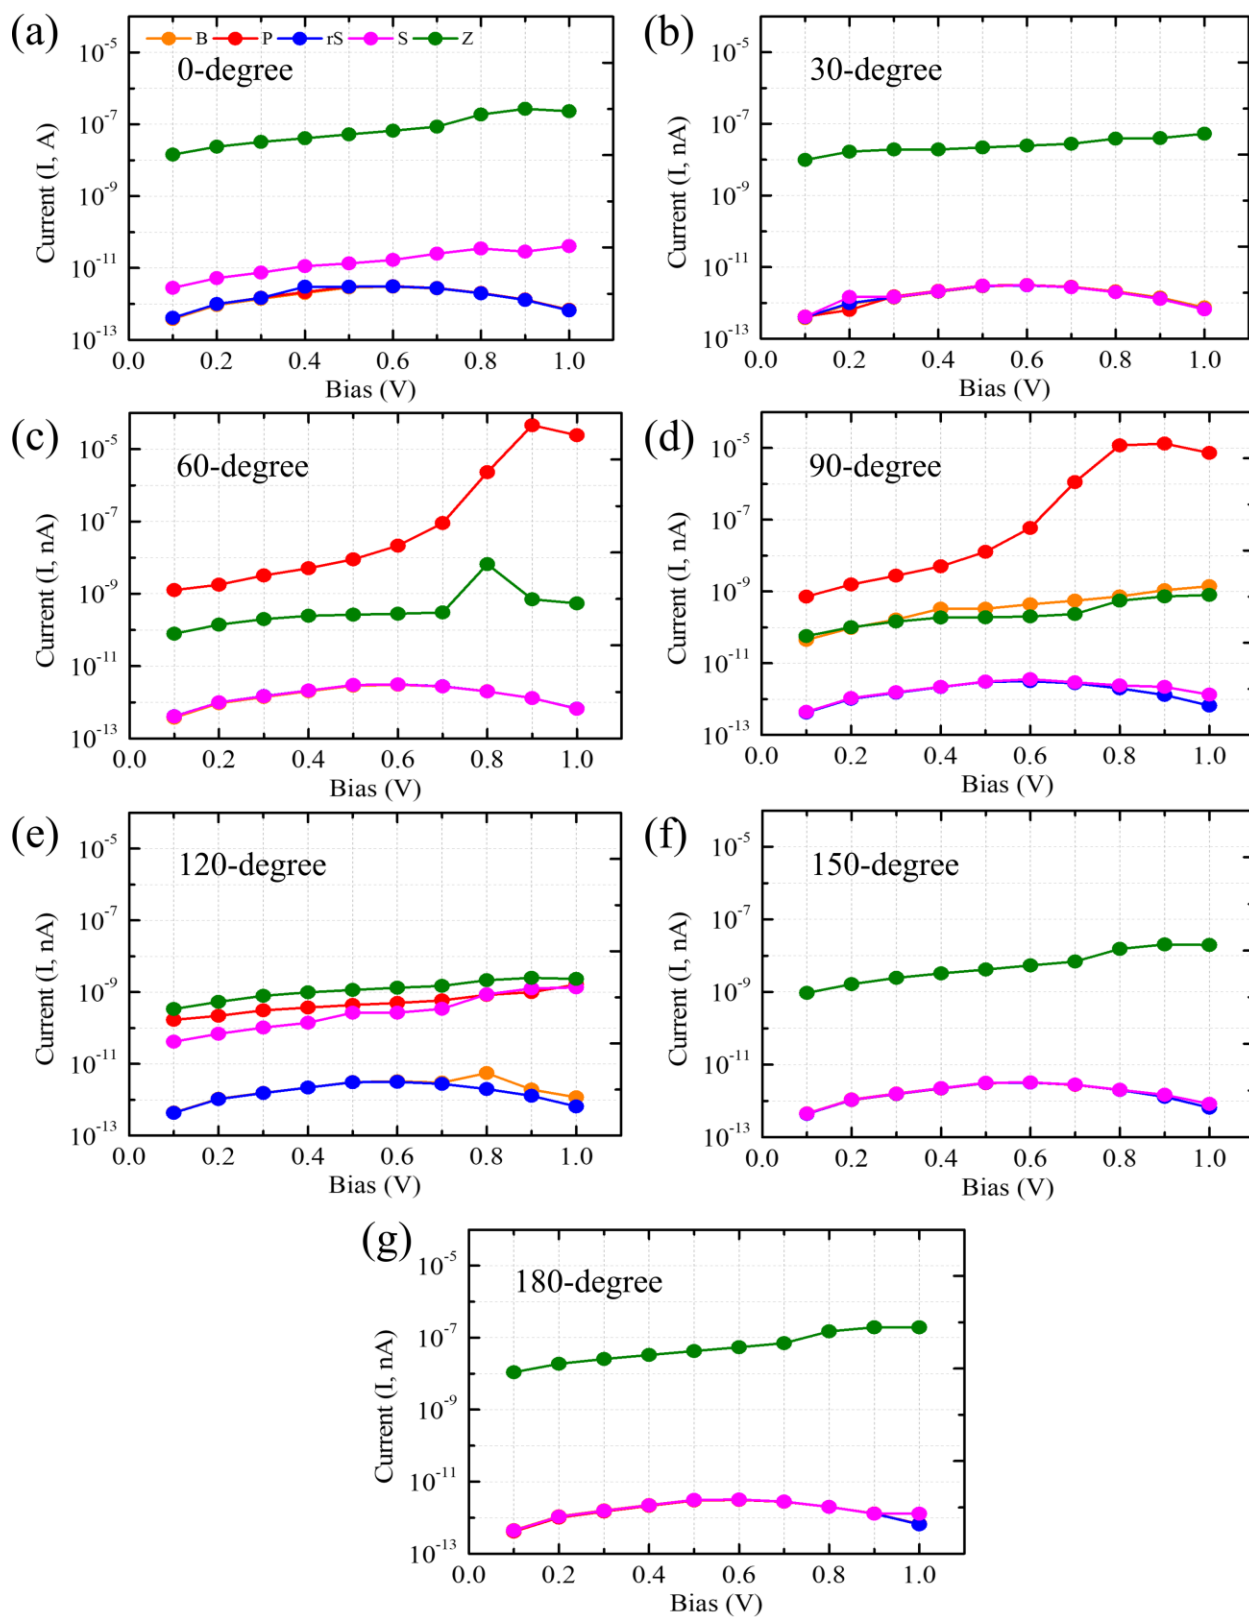 (a)
B P rS S Z
0-degree
Current (I, A)
10-5
10-7
10-9
10-11
10-13
0.0 0.2 0.4 0.6 0.8 1.0
Bias (V)
(b)
30-degree
Current (I, nA)
10-5
10-7
10-9
10-11
10-13
0.0 0.2 0.4 0.6 0.8 1.0
Bias (V)
(c)
60-degree
Current (I, nA)
10-5
10-7
10-9
10-11
10-13
0.0 0.2 0.4 0.6 0.8 1.0
Bias (V)
(d)
90-degree
Current (I, nA)
10-5
10-7
10-9
10-11
10-13
0.0 0.2 0.4 0.6 0.8 1.0
Bias (V)
(e)
120-degree
Current (I, nA)
10-5
10-7
10-9
10-11
10-13
0.0 0.2 0.4 0.6 0.8 1.0
Bias (V)
(f)
150-degree
Current (I, nA)
10-5
10-7
10-9
10-11
10-13
0.0 0.2 0.4 0.6 0.8 1.0
Bias (V)
(g)
180-degree
Current (I, nA)
10-5
10-7
10-9
10-11
10-13
0.0 0.2 0.4 0.6 0.8 1.0
Bias (V)